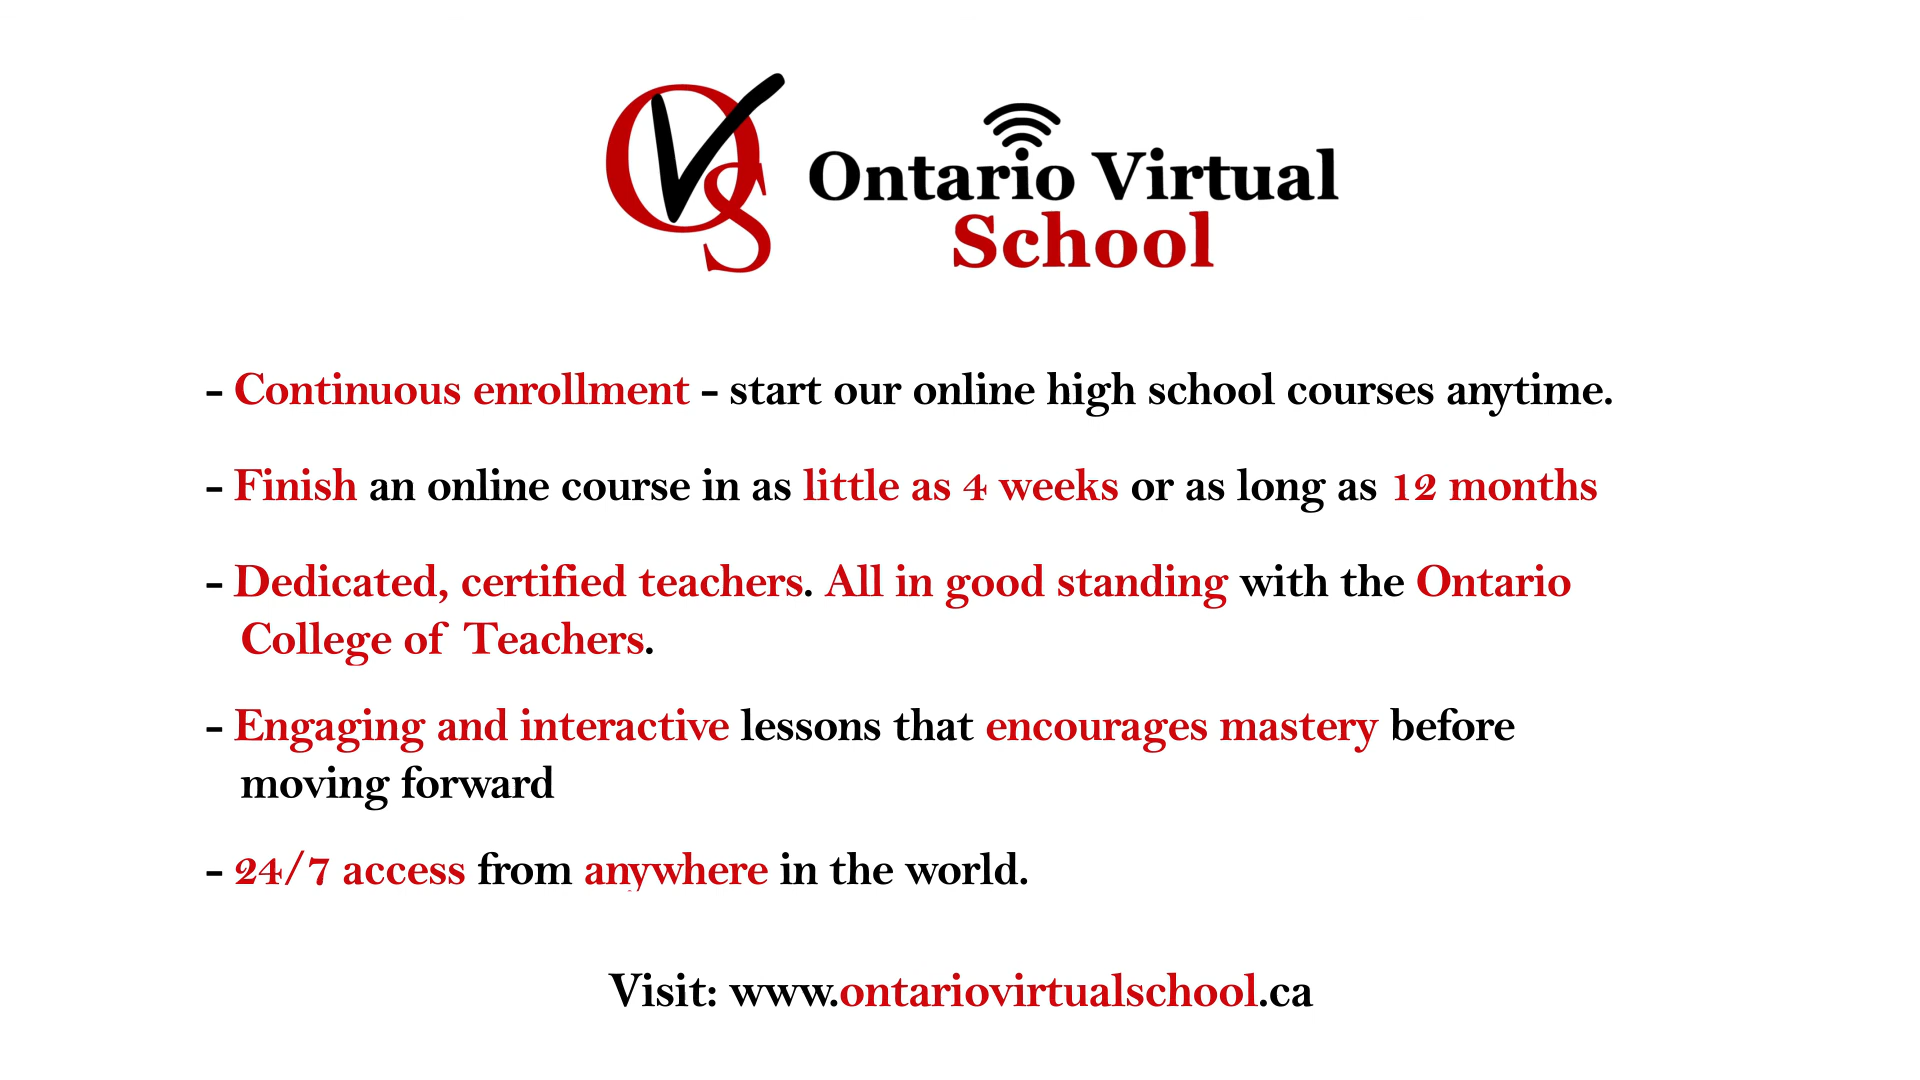 OVS
Ontario Virtual
School
- Continuous enrollment - start our online high school courses anytime.
- Finish an online course in as little as 4 weeks or as long as 12 months
- Dedicated, certified teachers. All in good standing with the Ontario
College of Teachers.
- Engaging and interactive lessons that encourages mastery before
moving forward
- 24/7 access from anywhere in the world.
Visit: www.ontariovirtualschool.ca